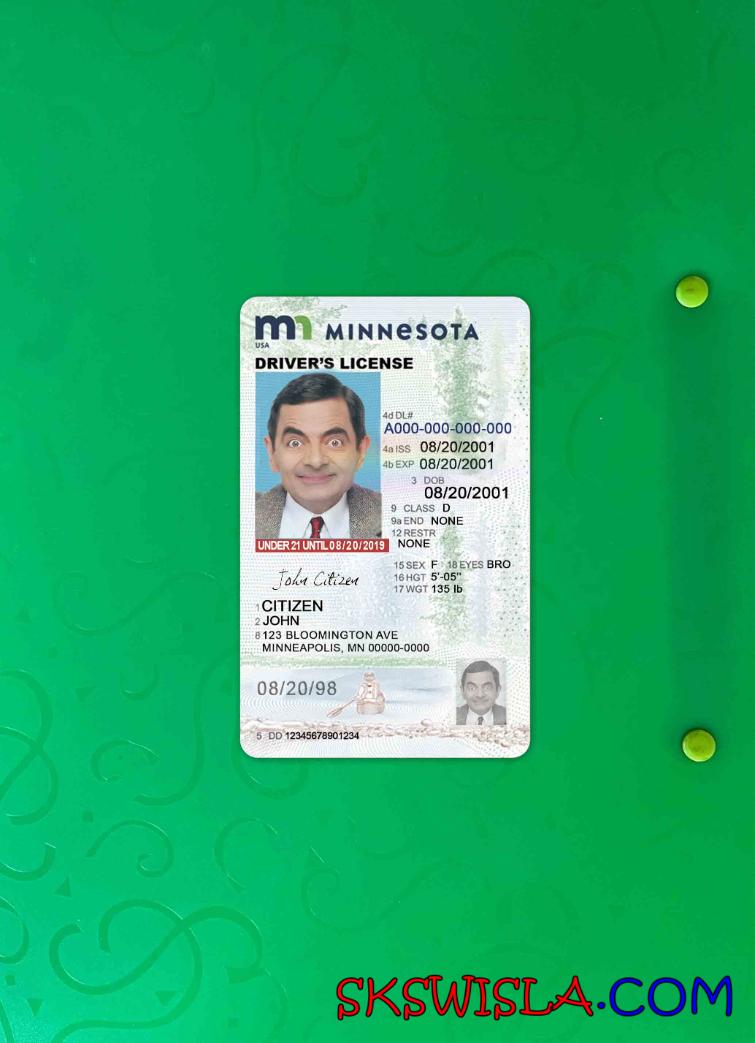 mn MINNeSOTA
USA
DRIVER'S LICENSE
4d DL#
A000-000-000-000
4a ISS 08/20/2001
4b EXP 08/20/2001
3 DOB
08/20/2001
9 CLASS D
9a END NONE
12 RESTR
NONE
UNDER 21 UNTIL 08/20/2019
15 SEX F 18 EYES BRO
16 HGT 5'-05"
17 WGT 135 lb
John Citizen
1 CITIZEN
2 JOHN
8 123 BLOOMINGTON AVE
MINNEAPOLIS, MN 00000-0000
08/20/98
5 DD 12345678901234
SKSWISLA.COM